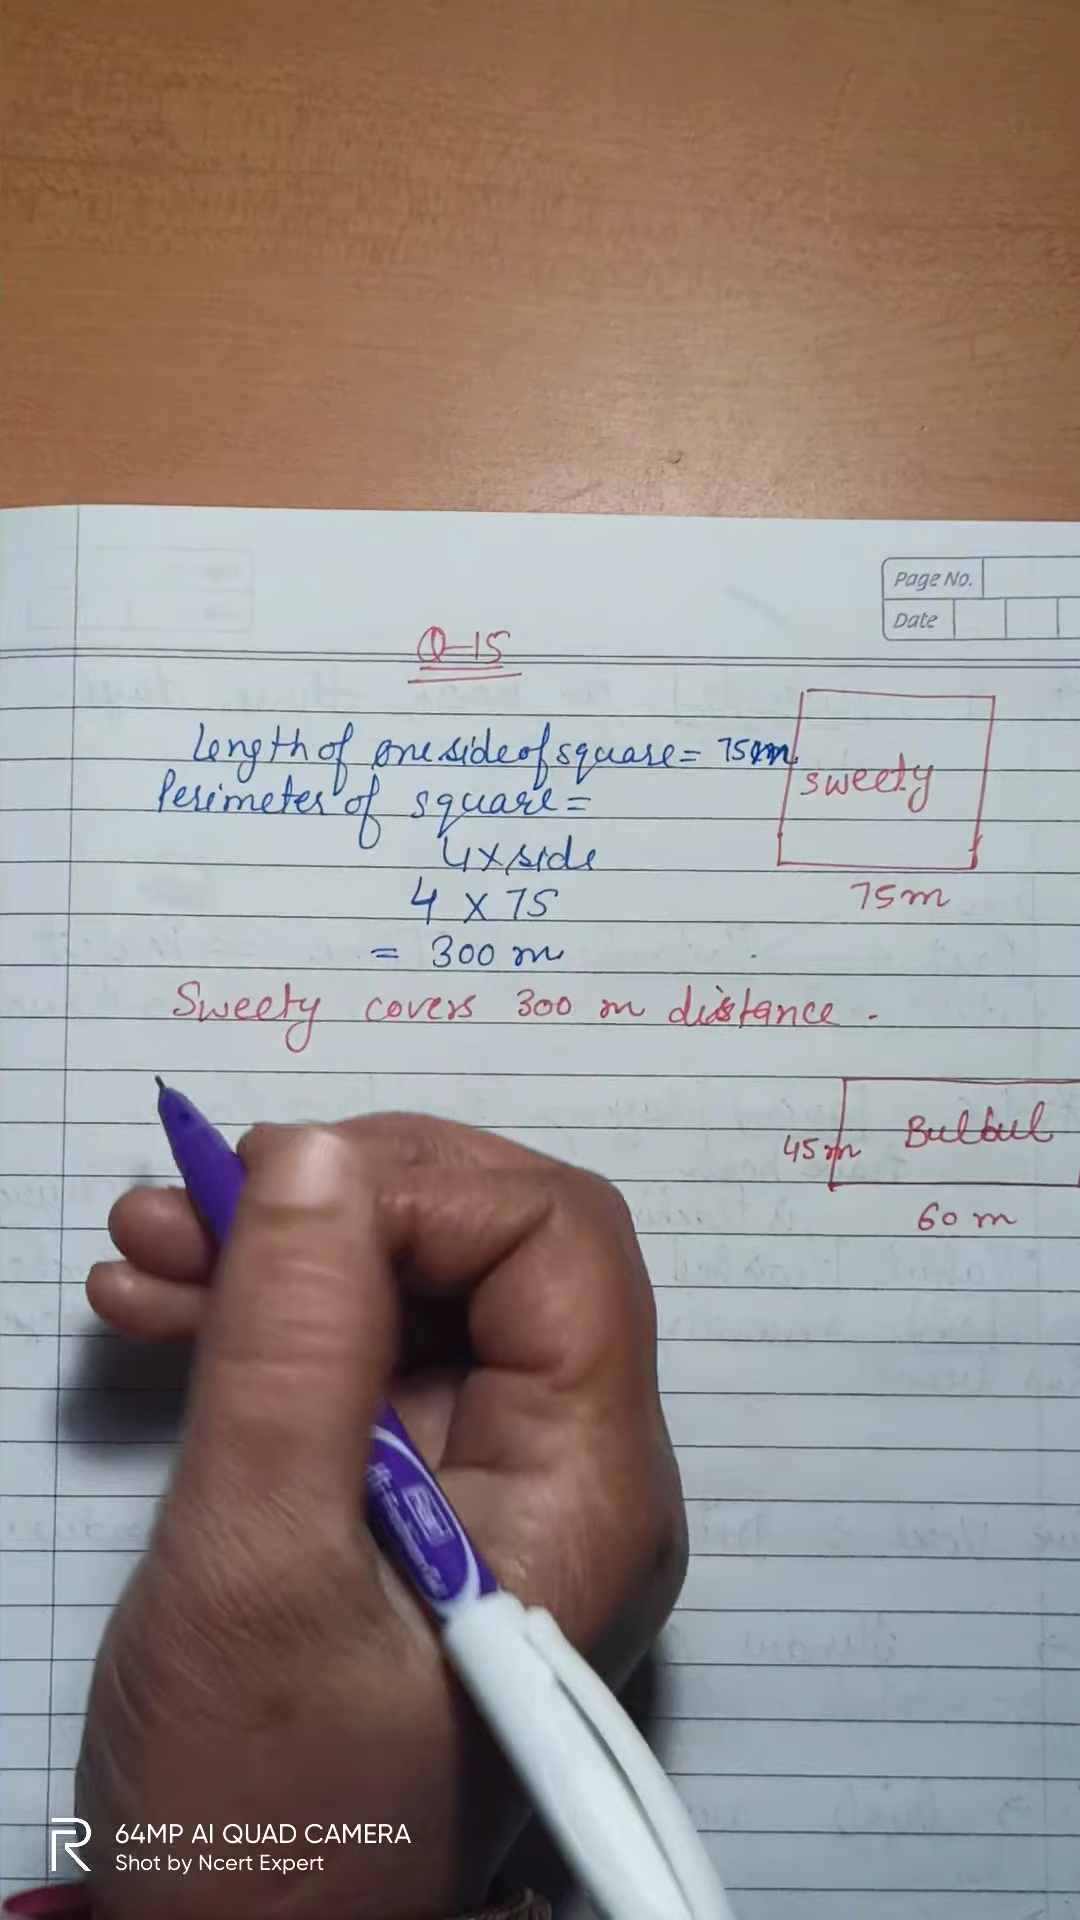 Page No.
Date
Q-15
Length of one side of square = 75m
Perimeter of square =
4 x side
4 x 75
= 300 m
sweety
75m
Sweety covers 300 m distance.
45m
Bulbul
60 m
64MP AI QUAD CAMERA
Shot by Ncert Expert